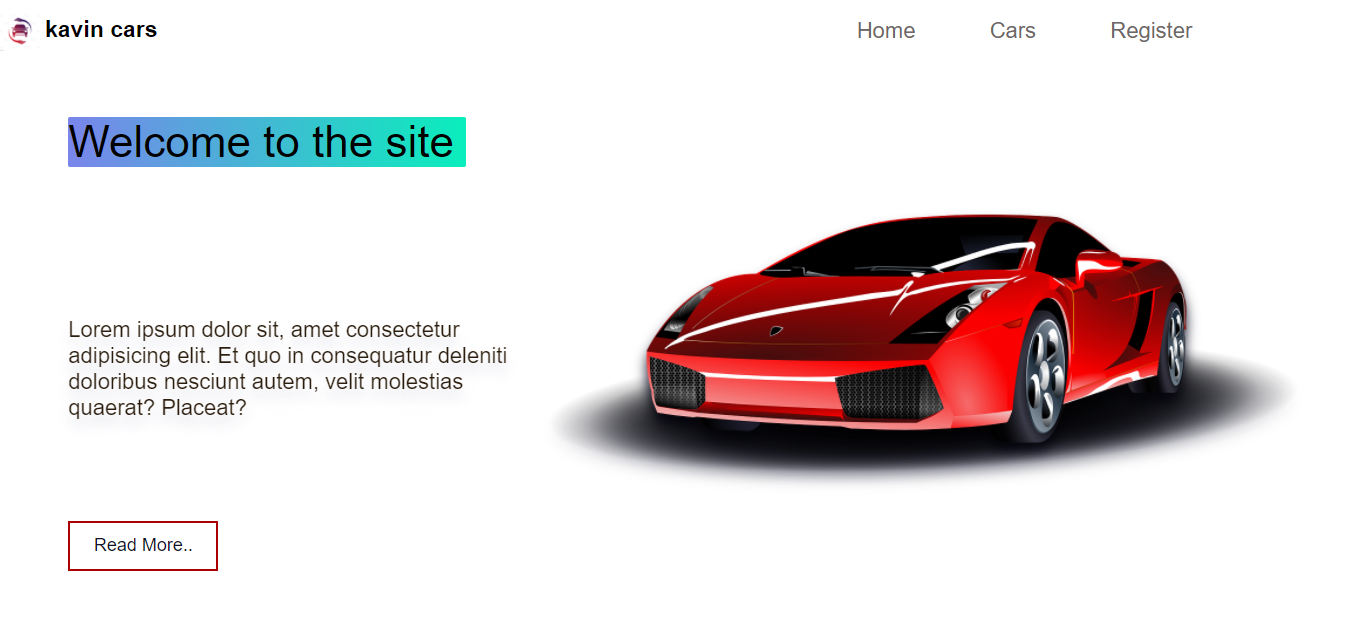 kavin cars
Home Cars Register
Welcome to the site
Lorem ipsum dolor sit, amet consectetur
adipisicing elit. Et quo in consequatur deleniti
doloribus nesciunt autem, velit molestias
quaerat? Placeat?
Read More..